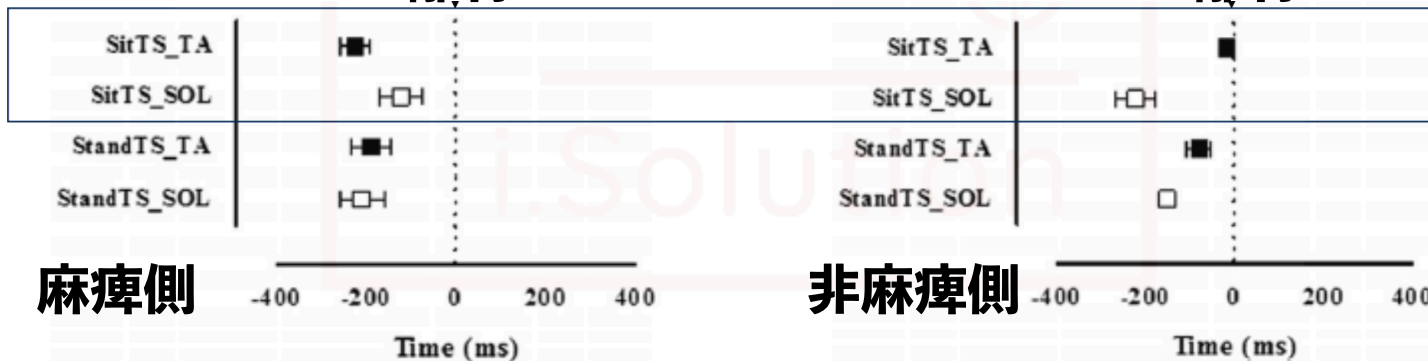 SitTS_TA
SitTS_SOL
StandTS_TA
StandTS_SOL
麻痺側
-400 -200 0 200 400
Time (ms)
SitTS_TA
SitTS_SOL
StandTS_TA
StandTS_SOL
非麻痺側
-400 -200 0 200 400
Time (ms)
i.Solution